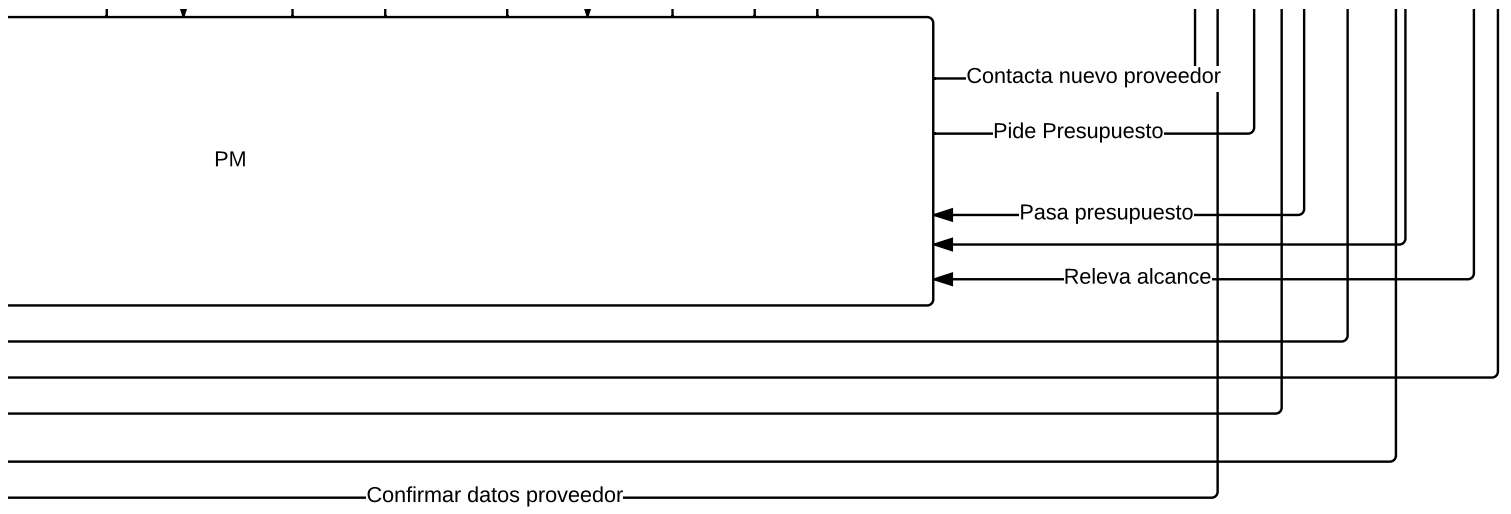 Contacta nuevo proveedor
Pide Presupuesto
PM
Pasa presupuesto
Releva alcance
Confirmar datos proveedor